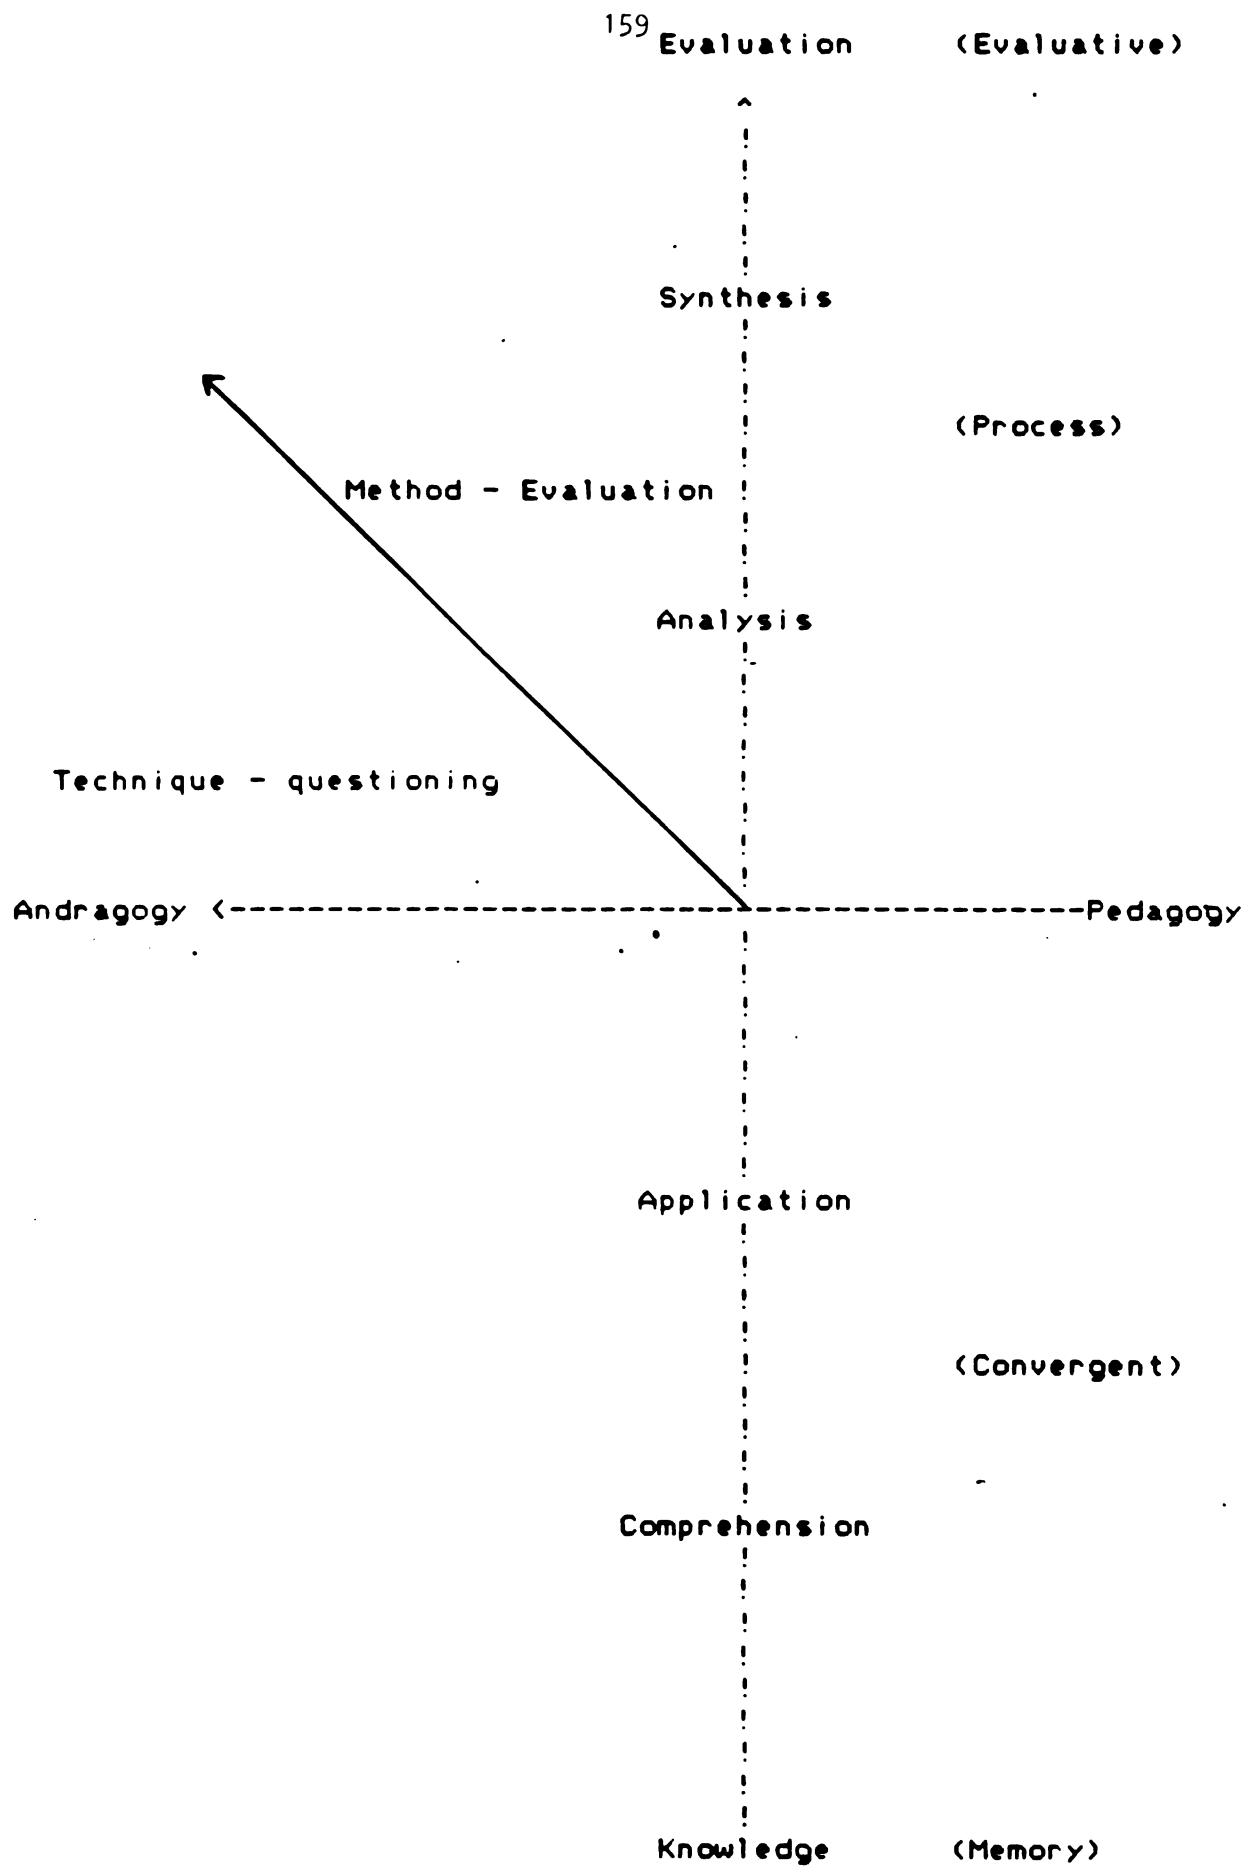 159
Evaluation (Evaluative)
Synthesis
(Process)
Method - Evaluation
Analysis
Technique - questioning
Andragogy <-----------------------------Pedagogy
Application
(Convergent)
Comprehension
Knowledge (Memory)